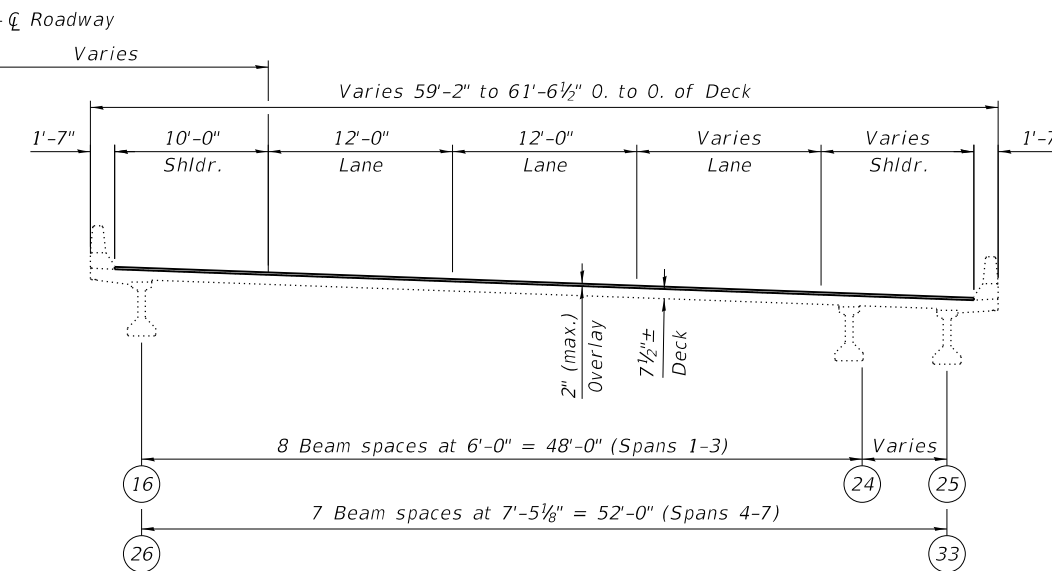 - ℄ Roadway
Varies
Varies 59'-2" to 61'-6½" O. to O. of Deck
1'-7" 10'-0" 12'-0" 12'-0" Varies Varies 1'-7
Shldr. Lane Lane Lane Shldr.
2" (max.)
Overlay
7½"±
Deck
8 Beam spaces at 6'-0" = 48'-0" (Spans 1-3) Varies
16 24 25
7 Beam spaces at 7'-5⅛" = 52'-0" (Spans 4-7)
26 33